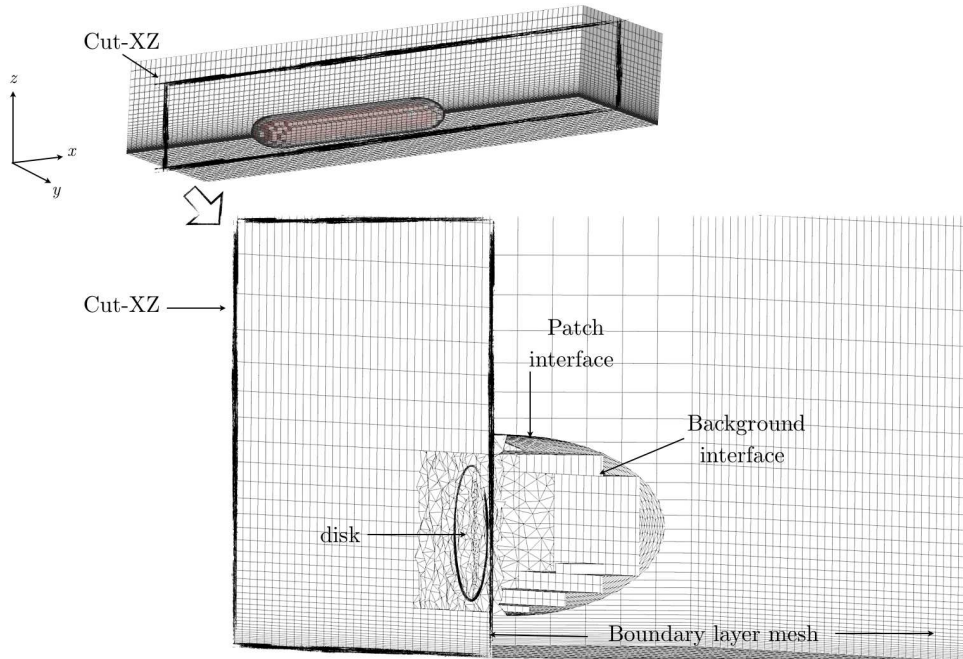 Cut-XZ
z
x
y
Cut-XZ
Patch
interface
Background
interface
disk
Boundary layer mesh